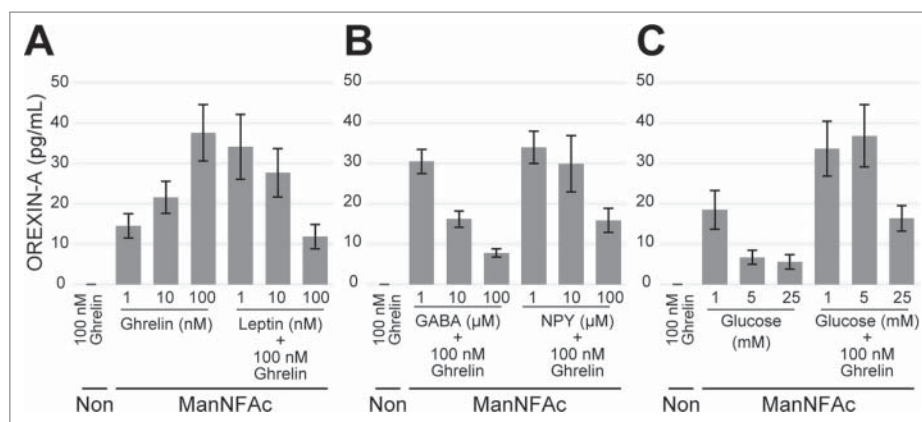 A
B
C
OREXIN-A (pg/mL)
50
40
30
20
10
0
100 nM
Ghrelin
1 10 100
Ghrelin (nM)
1 10 100
Leptin (nM)
+
100 nM
Ghrelin
Non
ManNFAc
50
40
30
20
10
0
100 nM
Ghrelin
1 10 100
GABA (µM)
+
100 nM
Ghrelin
1 10 100
NPY (µM)
+
100 nM
Ghrelin
Non
ManNFAc
50
40
30
20
10
0
100 nM
Ghrelin
1 5 25
Glucose
(mM)
1 5 25
Glucose (mM)
+
100 nM
Ghrelin
Non
ManNFAc